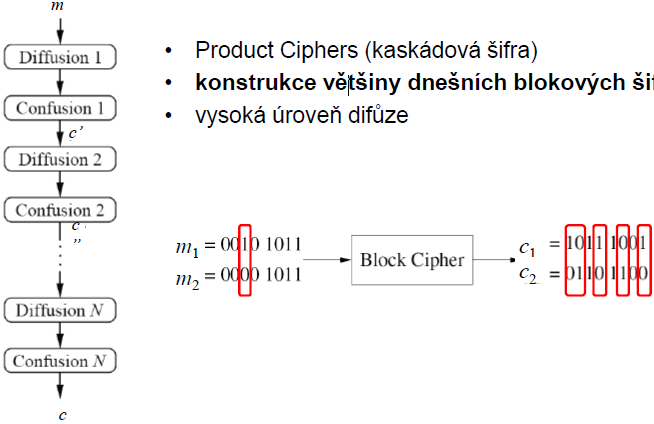 m
Diffusion 1
Confusion 1
c'
Diffusion 2
Confusion 2
c
''
Diffusion N
Confusion N
c
• Product Ciphers (kaskádová šifra)
• konstrukce většiny dnešních blokových šif
• vysoká úroveň difůze
m₁ = 0010 1011
m₂ = 0000 1011
Block Cipher
c₁ = 1011 1001
c₂ = 0110 1100